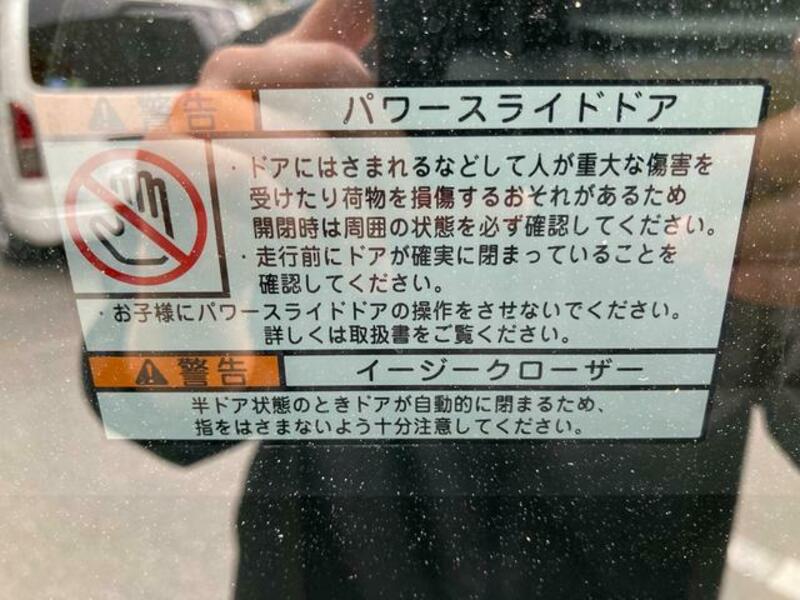 警告 パワースライドドア
・ドアにはさまれるなどして人が重大な傷害を
受けたり荷物を損傷するおそれがあるため
開閉時は周囲の状態を必ず確認してください。
・走行前にドアが確実に閉まっていることを
確認してください。
・お子様にパワースライドドアの操作をさせないでください。
詳しくは取扱書をご覧ください。
警告 イージークローザー
半ドア状態のときドアが自動的に閉まるため、
指をはさまないよう十分注意してください。